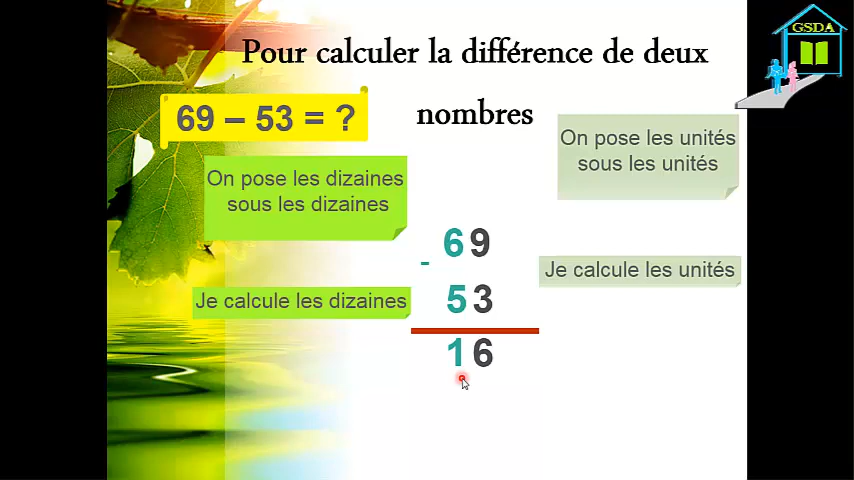 Pour calculer la différence de deux
nombres
GSDA
69 – 53 = ?
On pose les unités
sous les unités
On pose les dizaines
sous les dizaines
69
-
53
Je calcule les unités
Je calcule les dizaines
16